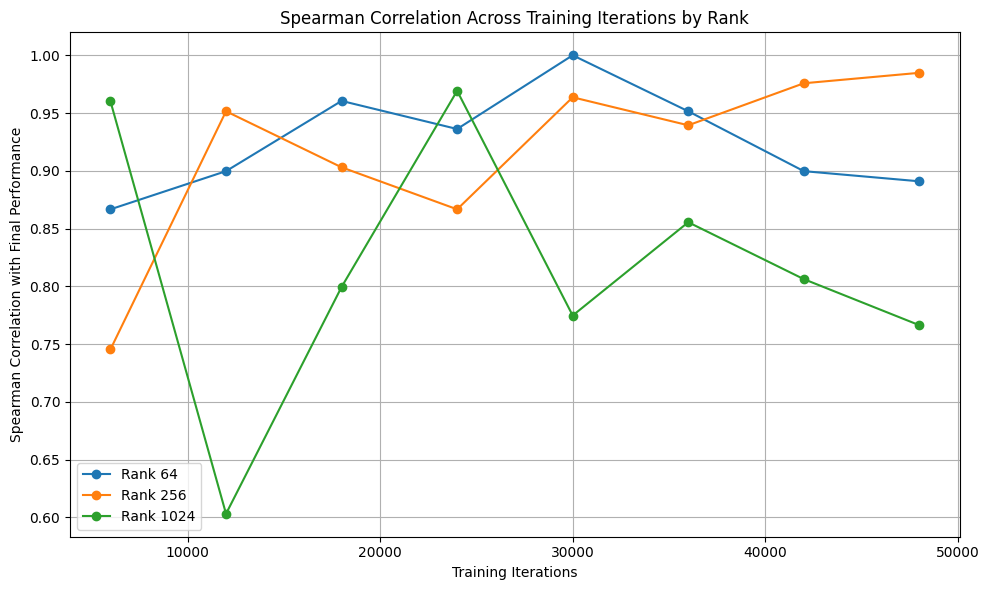 Spearman Correlation Across Training Iterations by Rank
Spearman Correlation with Final Performance
1.00
0.95
0.90
0.85
0.80
0.75
0.70
0.65
0.60
Rank 64
Rank 256
Rank 1024
10000 20000 30000 40000 50000
Training Iterations